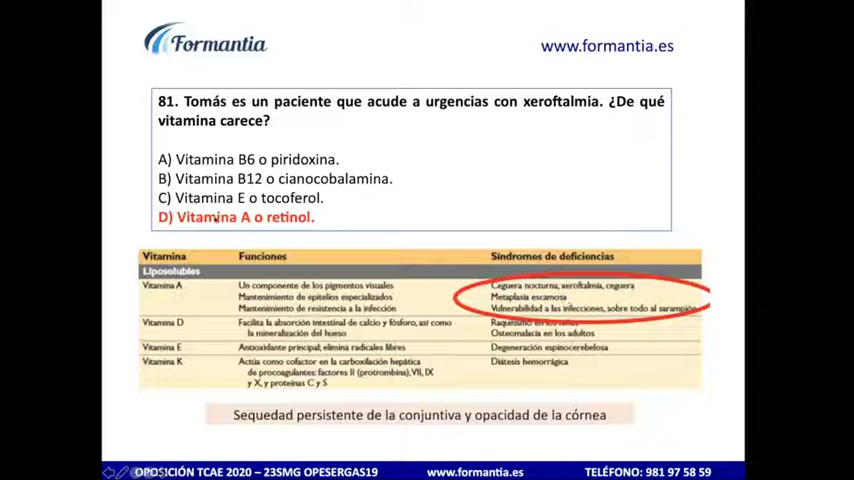 Formantia
www.formantia.es
81. Tomás es un paciente que acude a urgencias con xeroftalmia. ¿De qué
vitamina carece?
A) Vitamina B6 o piridoxina.
B) Vitamina B12 o cianocobalamina.
C) Vitamina E o tocoferol.
D) Vitamina A o retinol.
Vitamina Funciones Síndromes de deficiencias
Liposolubles
Vitamina A Un componente de los pigmentos visuales Ceguera nocturna, xeroftalmia, ceguera
Mantenimiento de epitelios especializados Metaplasia escamosa
Mantenimiento de resistencia a la infección Vulnerabilidad a las infecciones, sobre todo al sarampión
Vitamina D Facilita la absorción intestinal de calcio y fósforo, así como Raquitismo en los niños
la mineralización del hueso Osteomalacia en los adultos
Vitamina E Antioxidante principal; elimina radicales libres Degeneración espinocerebelosa
Vitamina K Actúa como cofactor en la carboxilación hepática Diátesis hemorrágica
de procoagulantes: factores II (protrombina), VII, IX
y X, y proteínas C y S
Sequedad persistente de la conjuntiva y opacidad de la córnea
OPOSICIÓN TCAE 2020 – 23SMG OPESERGAS19 www.formantia.es TELÉFONO: 981 97 58 59